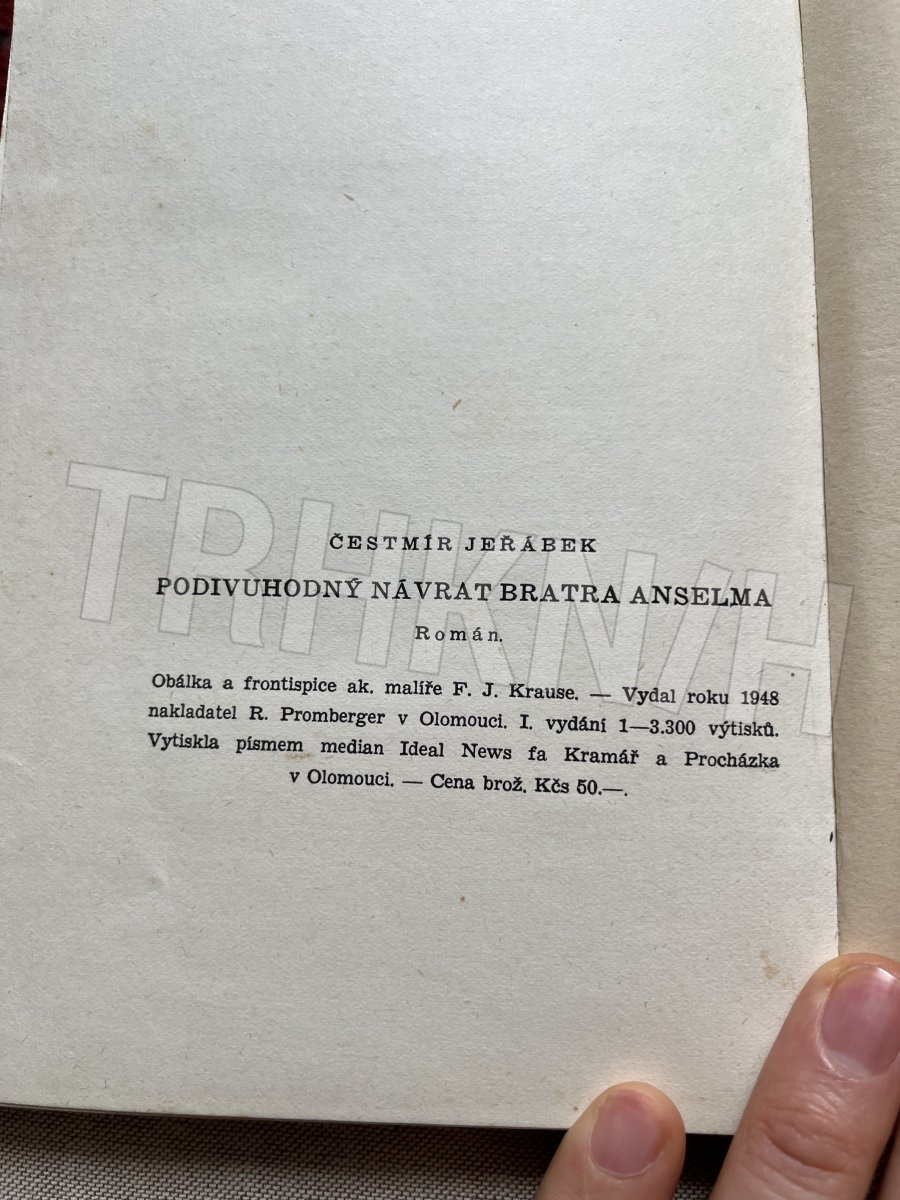 ČESTMÍR JEŘÁBEK
PODIVUHODNÝ NÁVRAT BRATRA ANSELMA
Román.
Obálka a frontispice ak. malíře F. J. Krause. — Vydal roku 1948
nakladatel R. Promberger v Olomouci. I. vydání 1—3.300 výtisků.
Vytiskla písmem median Ideal News fa Kramář a Procházka
v Olomouci. — Cena brož. Kčs 50.—.
TRHKNIH